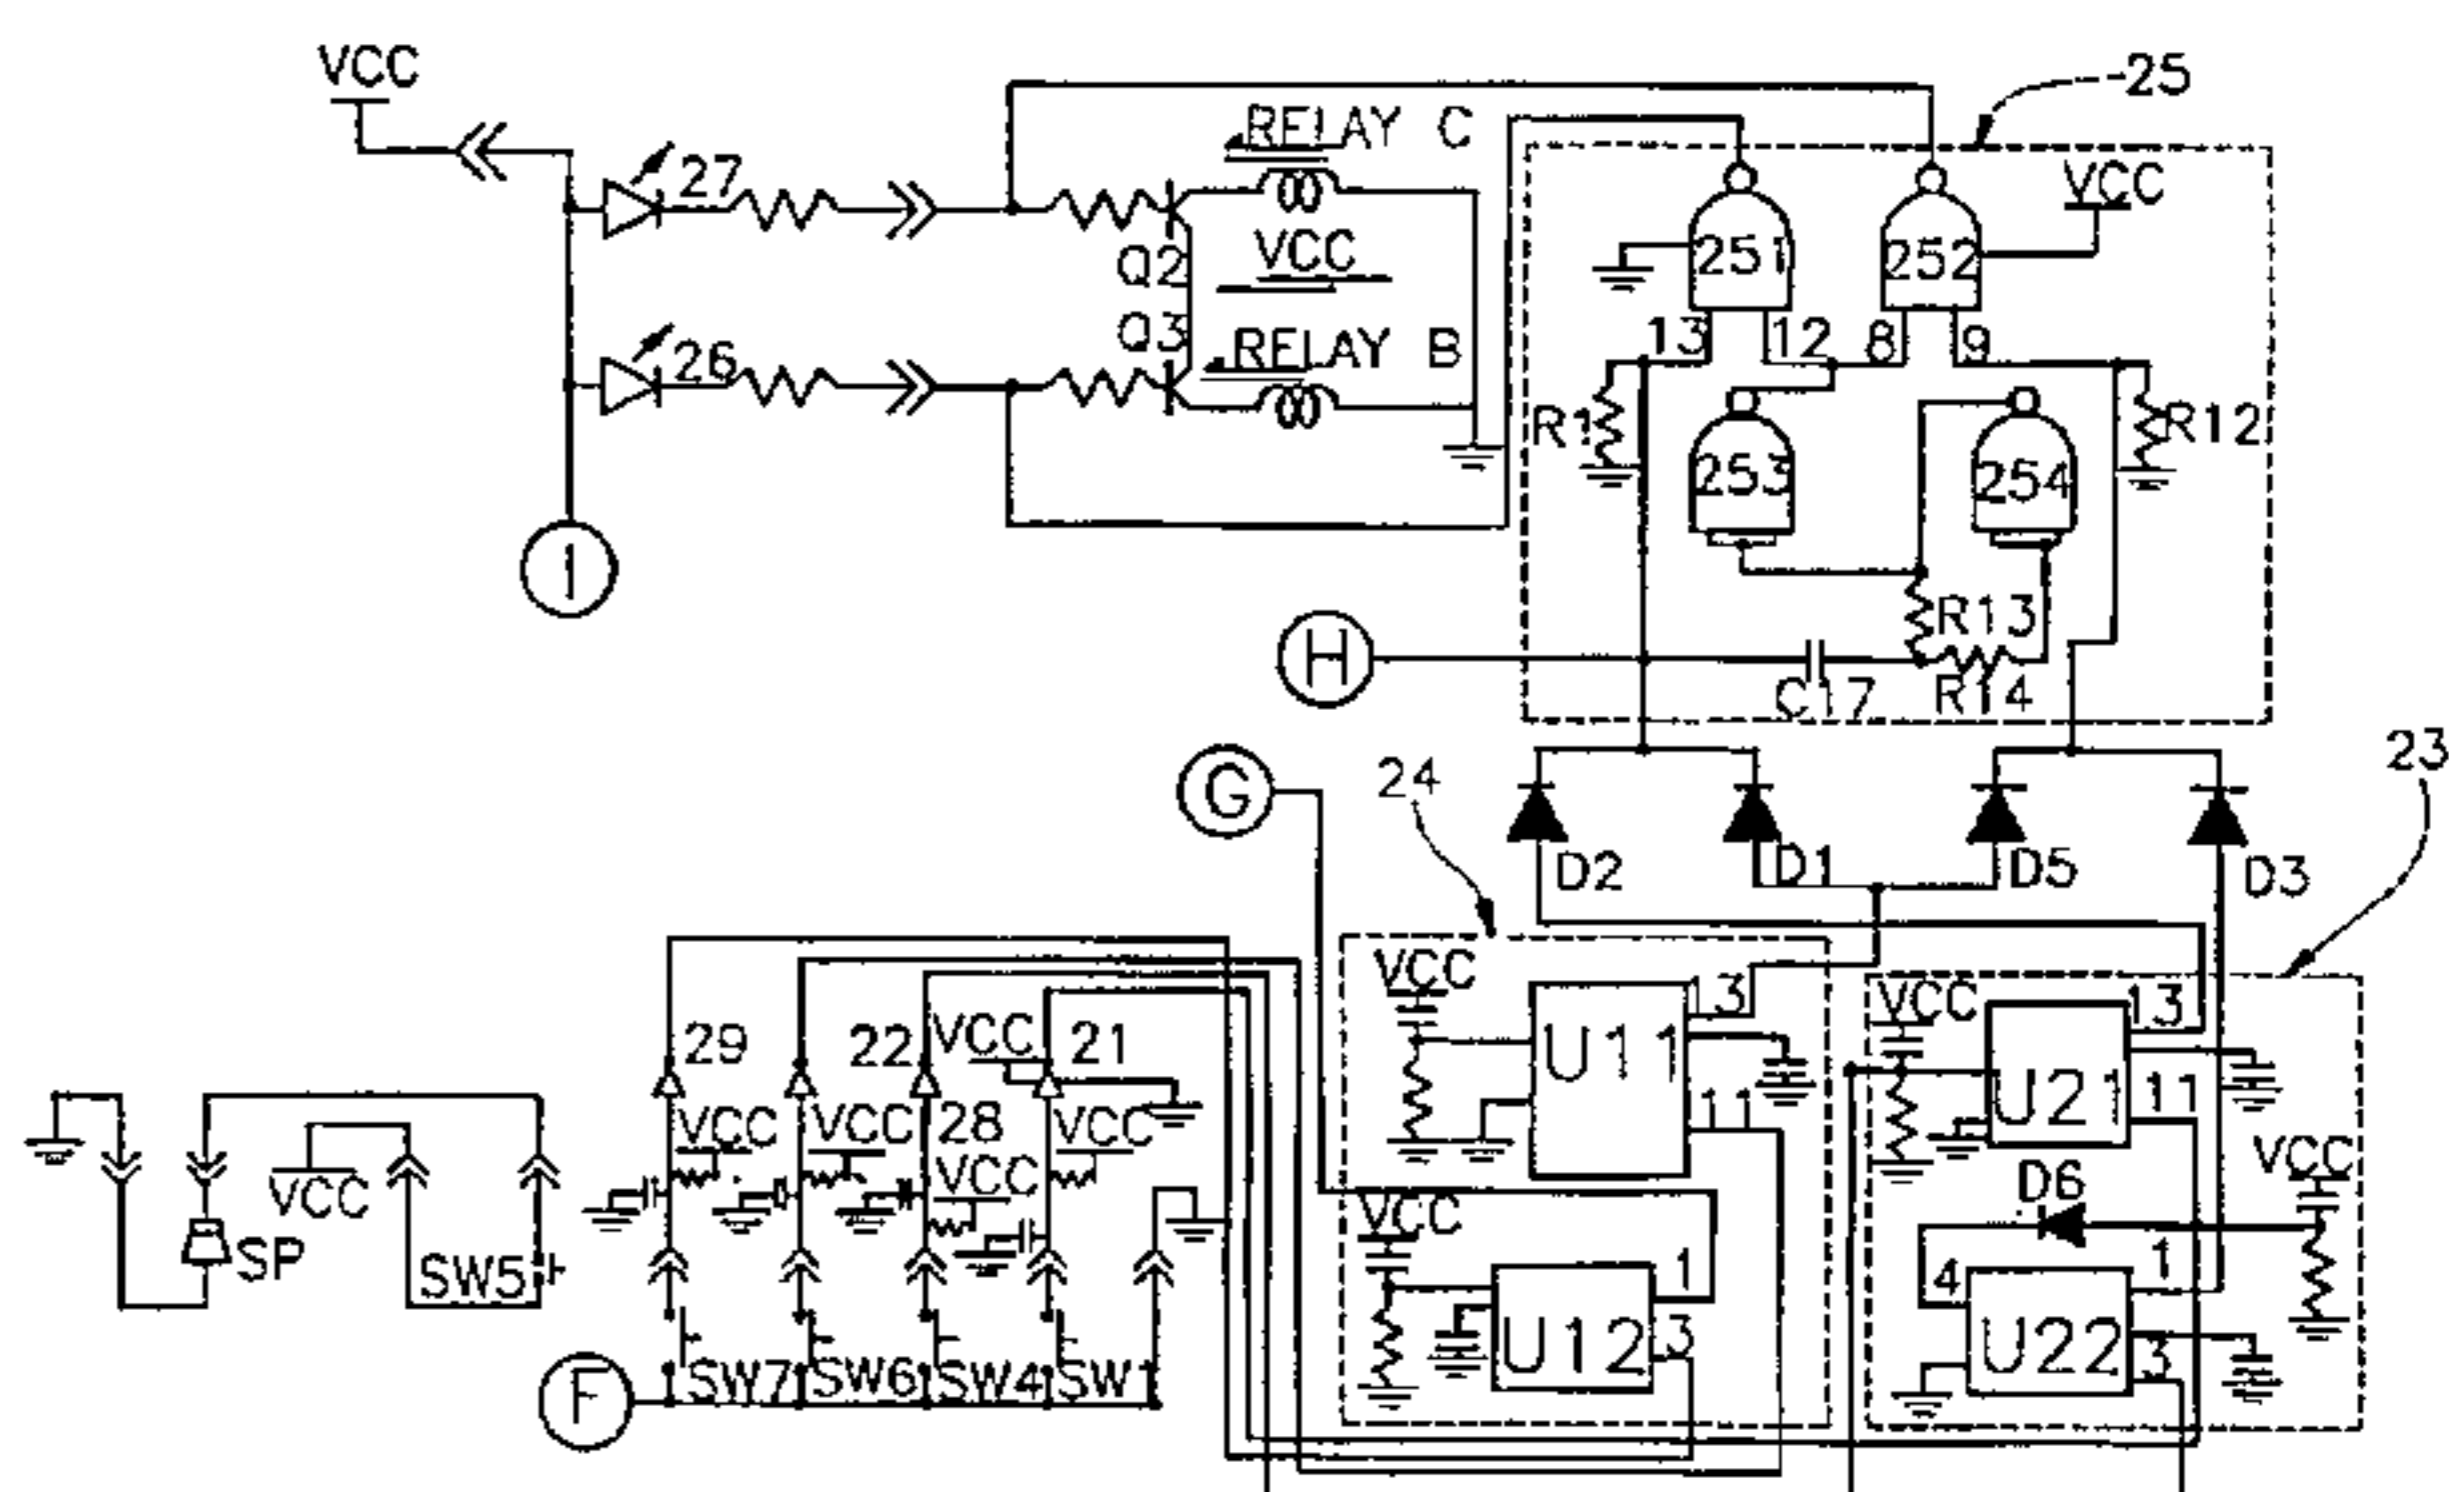 VCC
25
RELAY C
27
VCC
Q2
VCC
251
252
Q3
RELAY B
26
13
12
8
9
R1
R12
253
254
I
R13
H
C17
R14
G
24
23
D2
D1
D5
D3
VCC
13
VCC
13
29
22
VCC
21
U11
U21
11
11
VCC
VCC
28
VCC
VCC
D6
VCC
VCC
VCC
SP
SW5
4
1
1
U12
3
U22
3
F
SW7
SW6
SW4
SW1